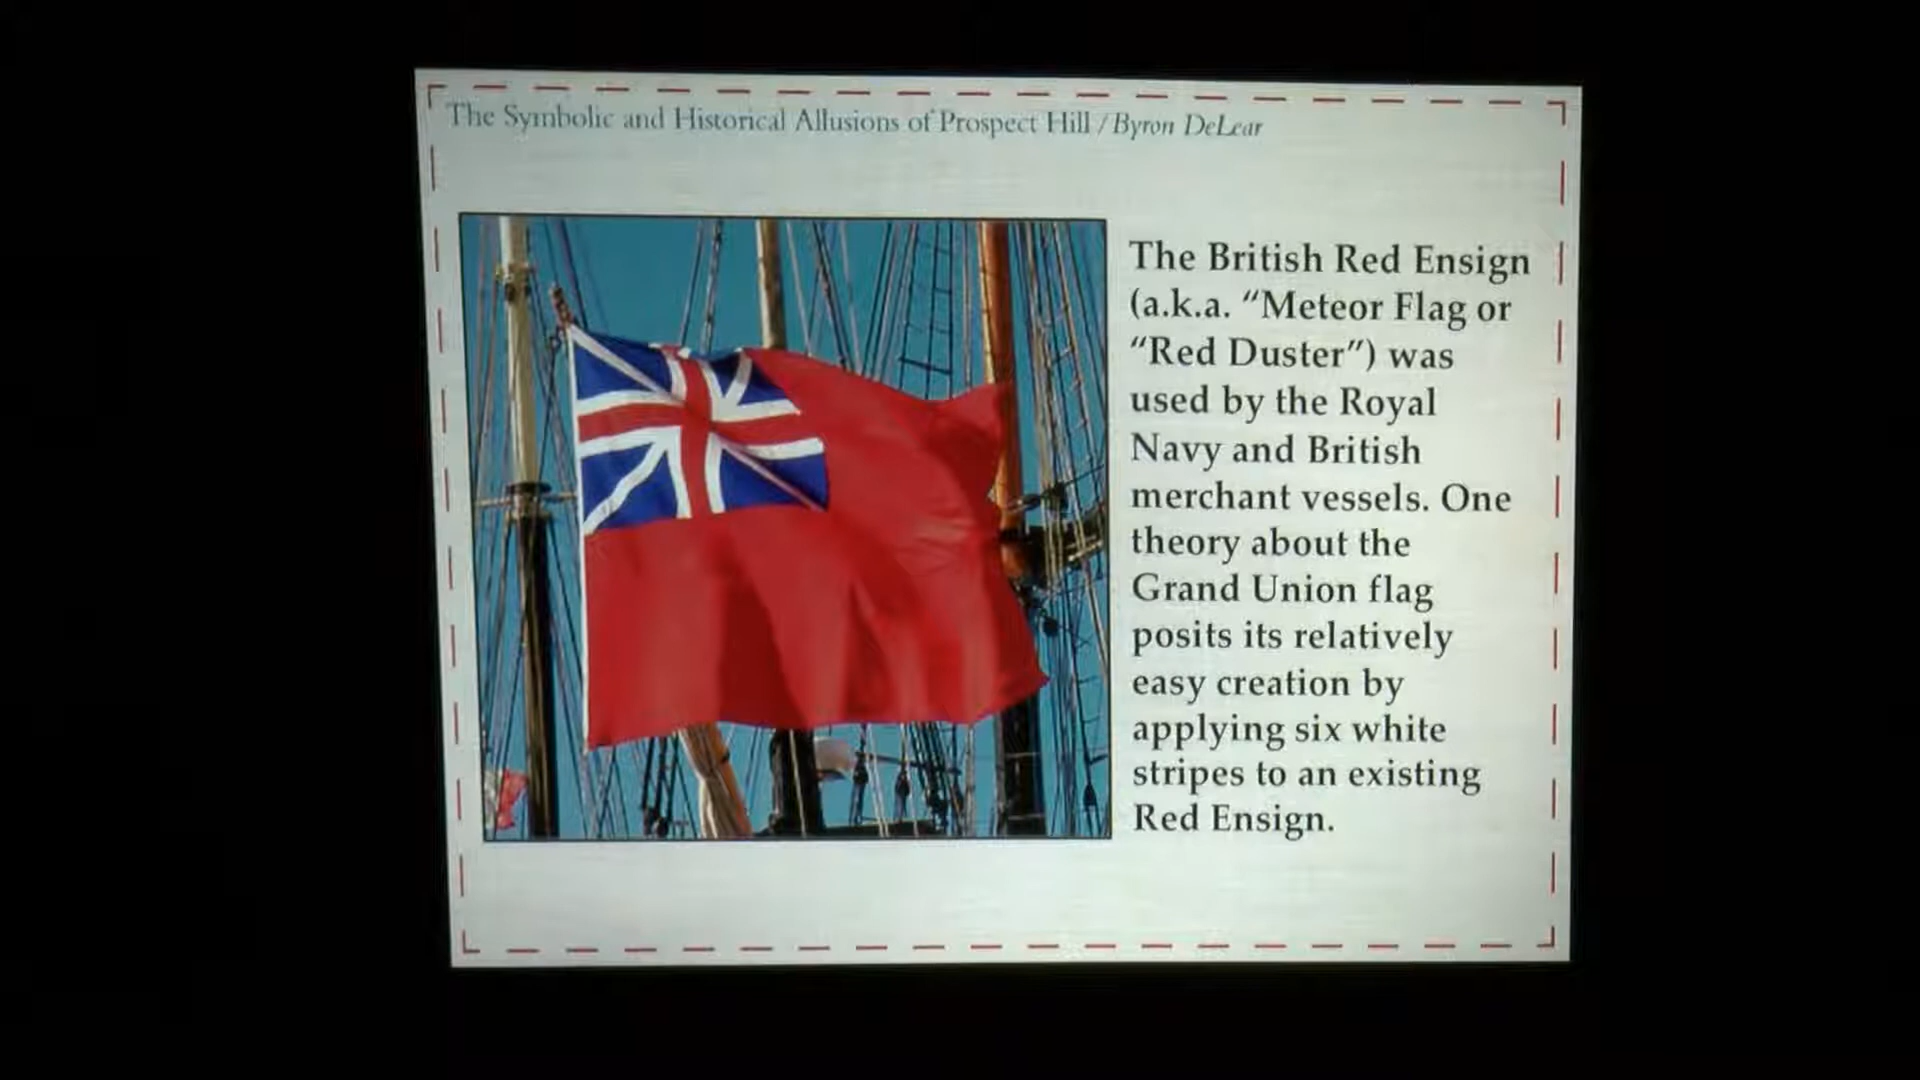 The Symbolic and Historical Allusions of Prospect Hill / Byron DeLear
The British Red Ensign
(a.k.a. “Meteor Flag or
“Red Duster”) was
used by the Royal
Navy and British
merchant vessels. One
theory about the
Grand Union flag
posits its relatively
easy creation by
applying six white
stripes to an existing
Red Ensign.